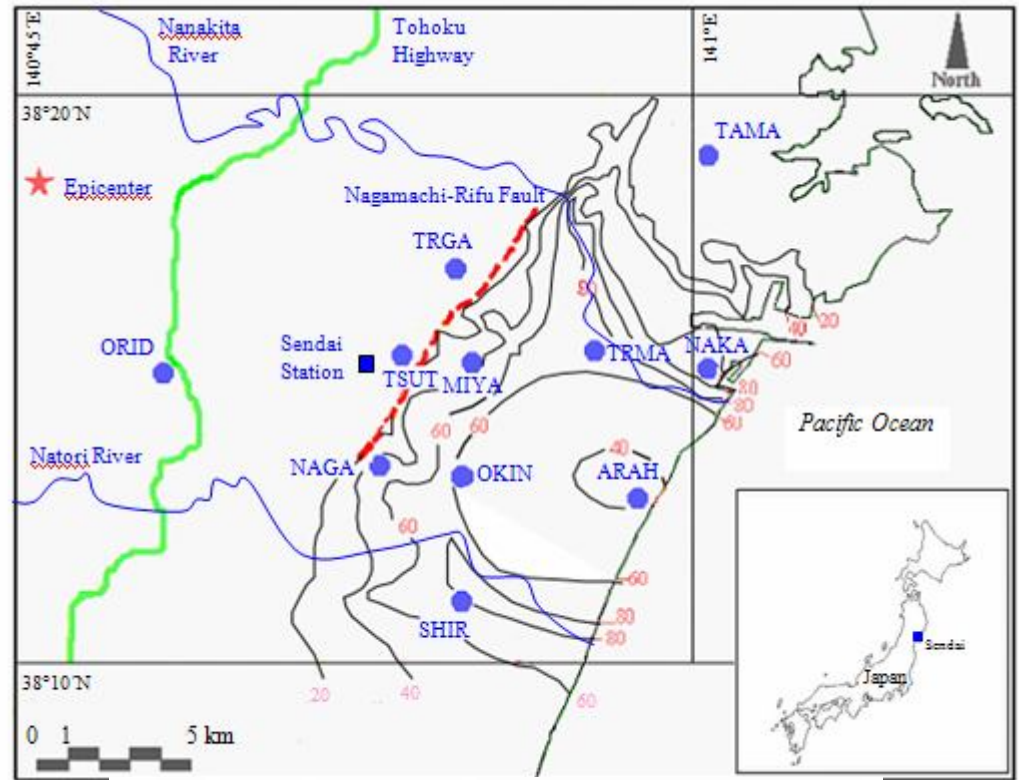 140°45´E
Nanakita
River
Tohoku
Highway
141°E
North
38°20´N
TAMA
Epicenter
Nagamachi-Rifu Fault
TRGA
80
20
40
ORID
Sendai
Station
TRMA
NAKA
60
TSUT
MIYA
80
80
60
Pacific Ocean
60
60
40
Natori River
NAGA
OKIN
ARAH
60
60
SHIR
80
80
Sendai
Japan
38°10´N
20
40
60
0 1 5 km